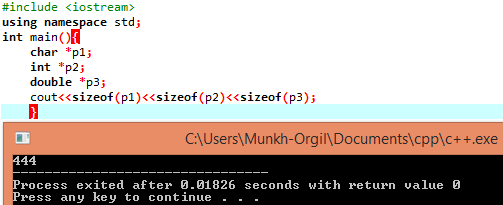 #include <iostream>
using namespace std;
int main(){
char *p1;
int *p2;
double *p3;
cout<<sizeof(p1)<<sizeof(p2)<<sizeof(p3);
}
C:\Users\Munkh-Orgil\Documents\cpp\c++.exe
444
--------------------------------
Process exited after 0.01826 seconds with return value 0
Press any key to continue . . .